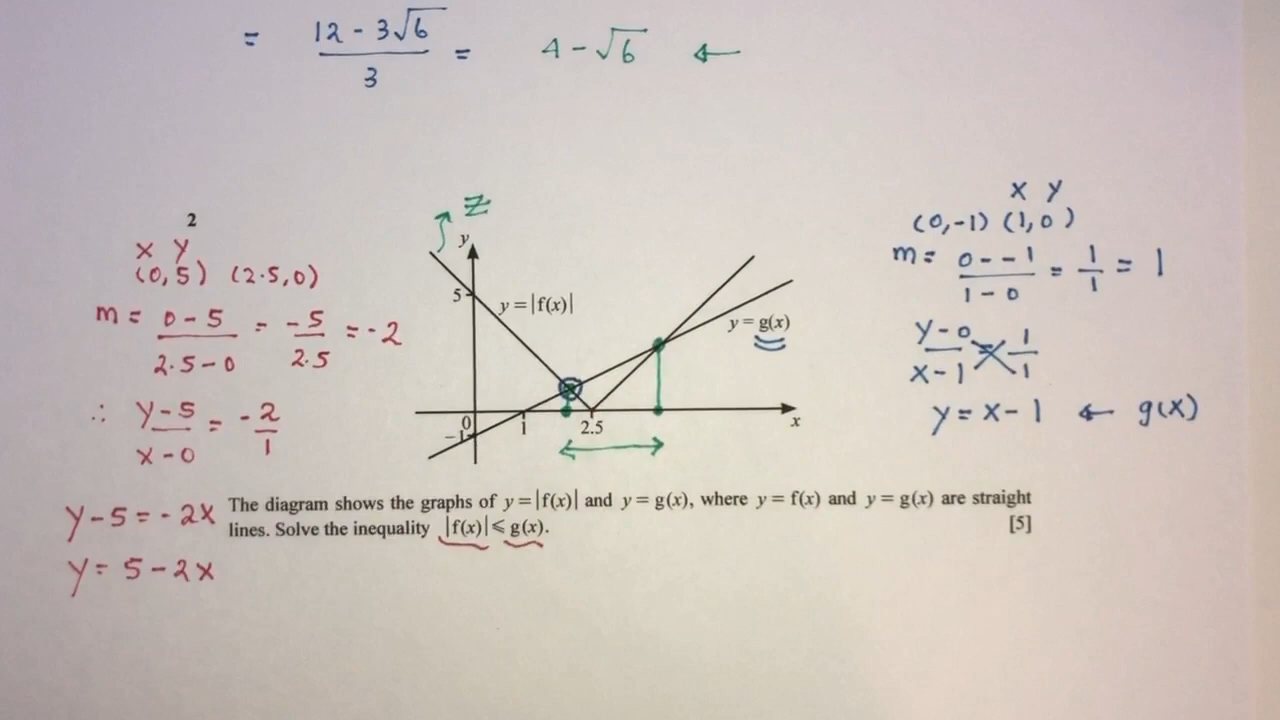 = 12 - 3√6 / 3 = 4 - √6 ←
2
X Y
(0, 5) (2·5, 0)
m = 0 - 5 / 2·5 - 0 = -5 / 2·5 = -2
∴ y - 5 / x - 0 = -2 / 1
y - 5 = -2x
y = 5 - 2x
Z
y
5
y = |f(x)|
y = g(x)
0
-1
1
2.5
x
X Y
(0, -1) (1, 0)
m = 0 - -1 / 1 - 0 = 1 / 1 = 1
y - 0 / x - 1 = 1 / 1
y = x - 1 ← g(x)
The diagram shows the graphs of y = |f(x)| and y = g(x), where y = f(x) and y = g(x) are straight
lines. Solve the inequality |f(x)| ⩽ g(x). [5]